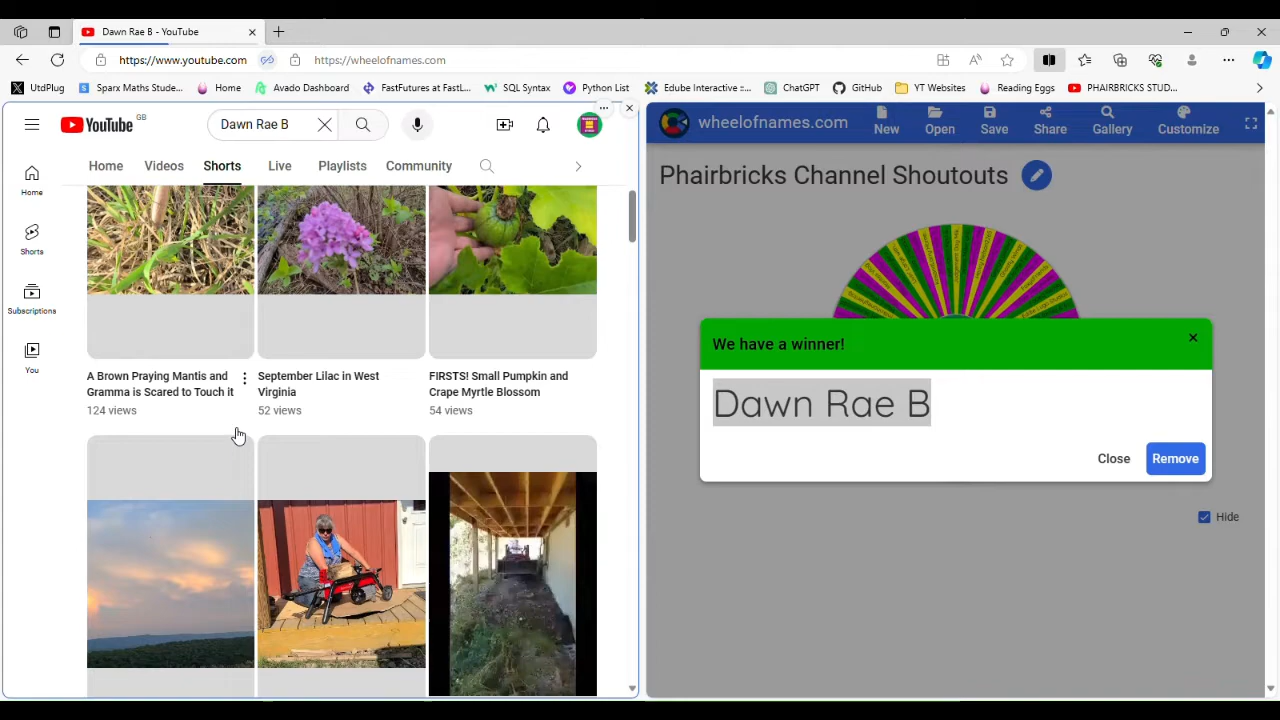 Dawn Rae B - YouTube
https://www.youtube.com
https://wheelofnames.com
UtdPlug
Sparx Maths Stude...
Home
Avado Dashboard
FastFutures at FastL...
SQL Syntax
Python List
Edube Interactive ::...
ChatGPT
GitHub
YT Websites
Reading Eggs
PHAIRBRICKS STUD...
YouTube GB
Dawn Rae B
Home
Videos
Shorts
Live
Playlists
Community
Home
Shorts
Subscriptions
You
A Brown Praying Mantis and
Gramma is Scared to Touch it
124 views
September Lilac in West
Virginia
52 views
FIRSTS! Small Pumpkin and
Crape Myrtle Blossom
54 views
wheelofnames.com
New
Open
Save
Share
Gallery
Customize
Phairbricks Channel Shoutouts
We have a winner!
Dawn Rae B
Close
Remove
Hide